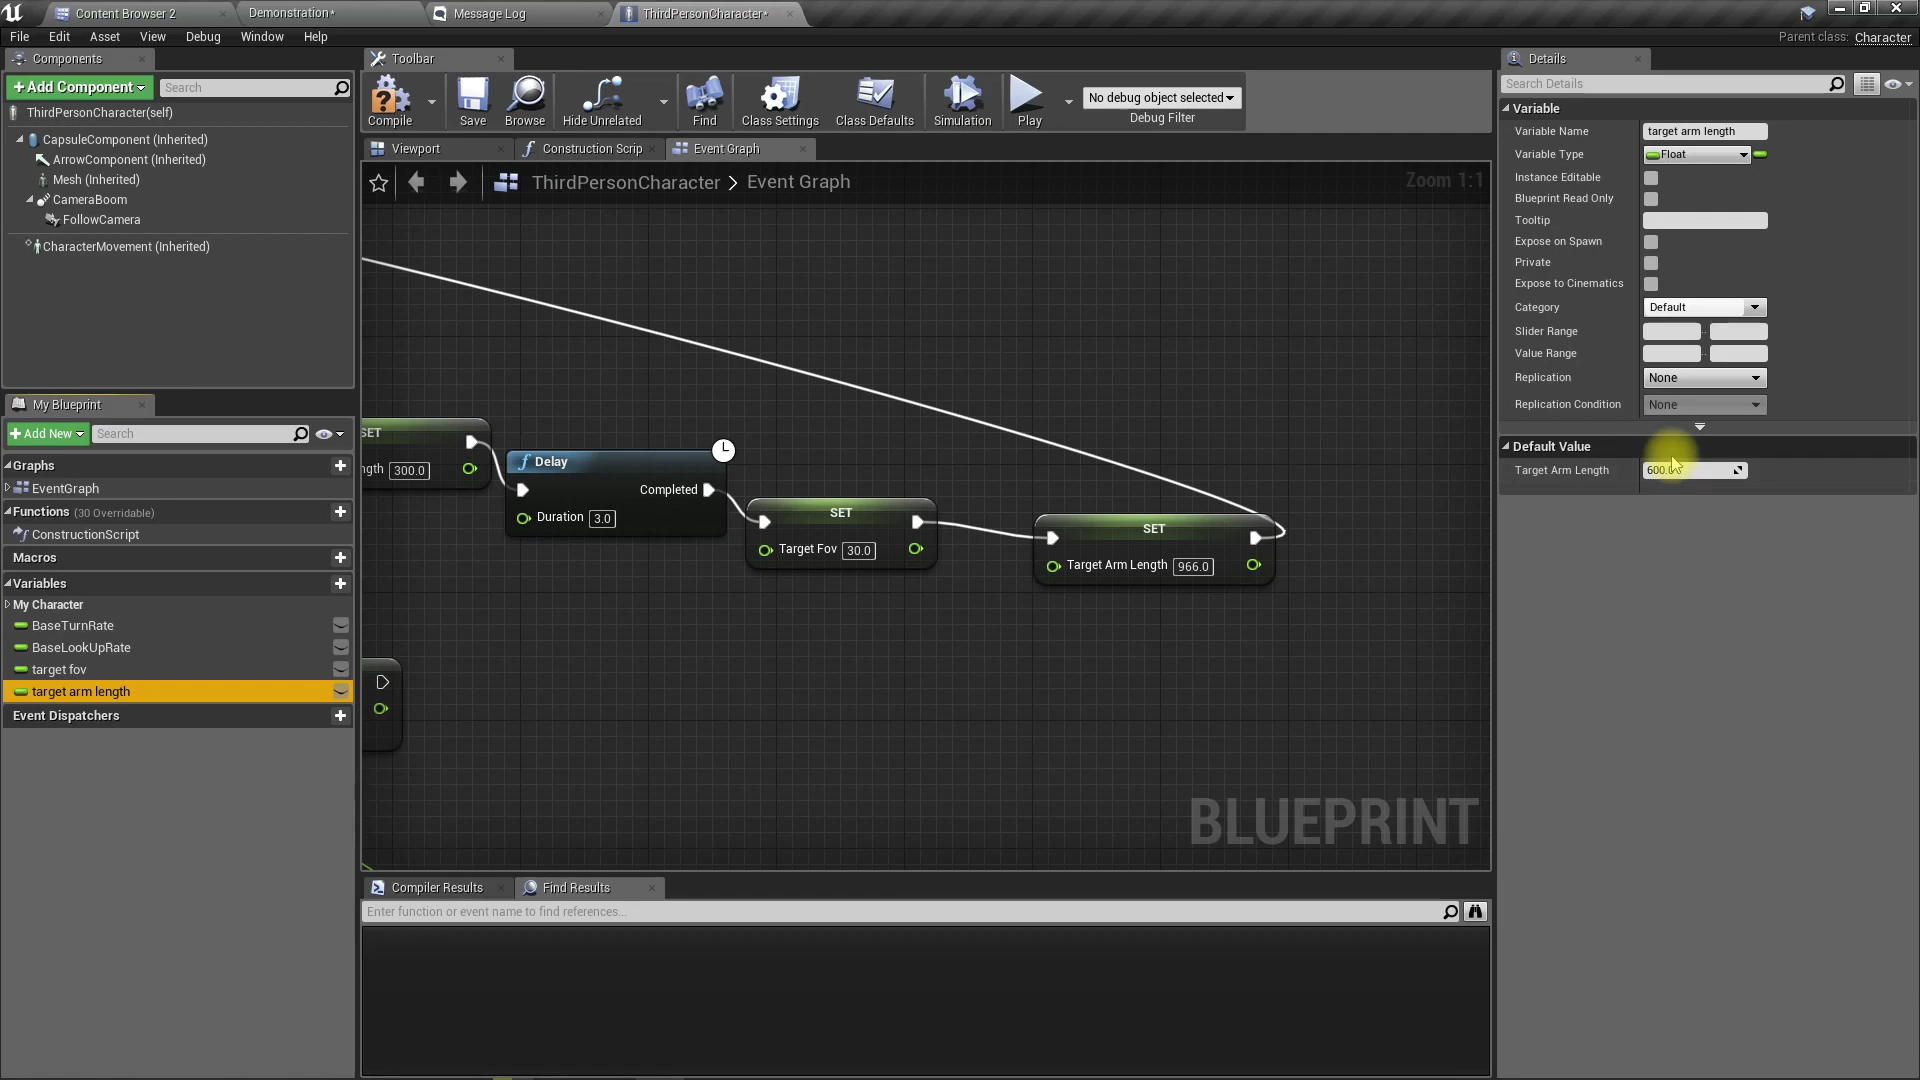 Content Browser 2
Demonstration*
Message Log
ThirdPersonCharacter*
File Edit Asset View Debug Window Help
Parent class: Character
Components
+Add Component
Search
ThirdPersonCharacter(self)
CapsuleComponent (Inherited)
ArrowComponent (Inherited)
Mesh (Inherited)
CameraBoom
FollowCamera
CharacterMovement (Inherited)
My Blueprint
+Add New
Search
Graphs
EventGraph
Functions (30 Overridable)
ConstructionScript
Macros
Variables
My Character
BaseTurnRate
BaseLookUpRate
target fov
target arm length
Event Dispatchers
Toolbar
Compile
Save
Browse
Hide Unrelated
Find
Class Settings
Class Defaults
Simulation
Play
No debug object selected
Debug Filter
Viewport
Construction Scrip
Event Graph
ThirdPersonCharacter > Event Graph
Zoom 1:1
SET
ngth 300.0
Delay
Completed
Duration 3.0
SET
Target Fov 30.0
SET
Target Arm Length 966.0
BLUEPRINT
Compiler Results
Find Results
Enter function or event name to find references...
Details
Search Details
Variable
Variable Name target arm length
Variable Type Float
Instance Editable
Blueprint Read Only
Tooltip
Expose on Spawn
Private
Expose to Cinematics
Category Default
Slider Range
Value Range
Replication None
Replication Condition None
Default Value
Target Arm Length